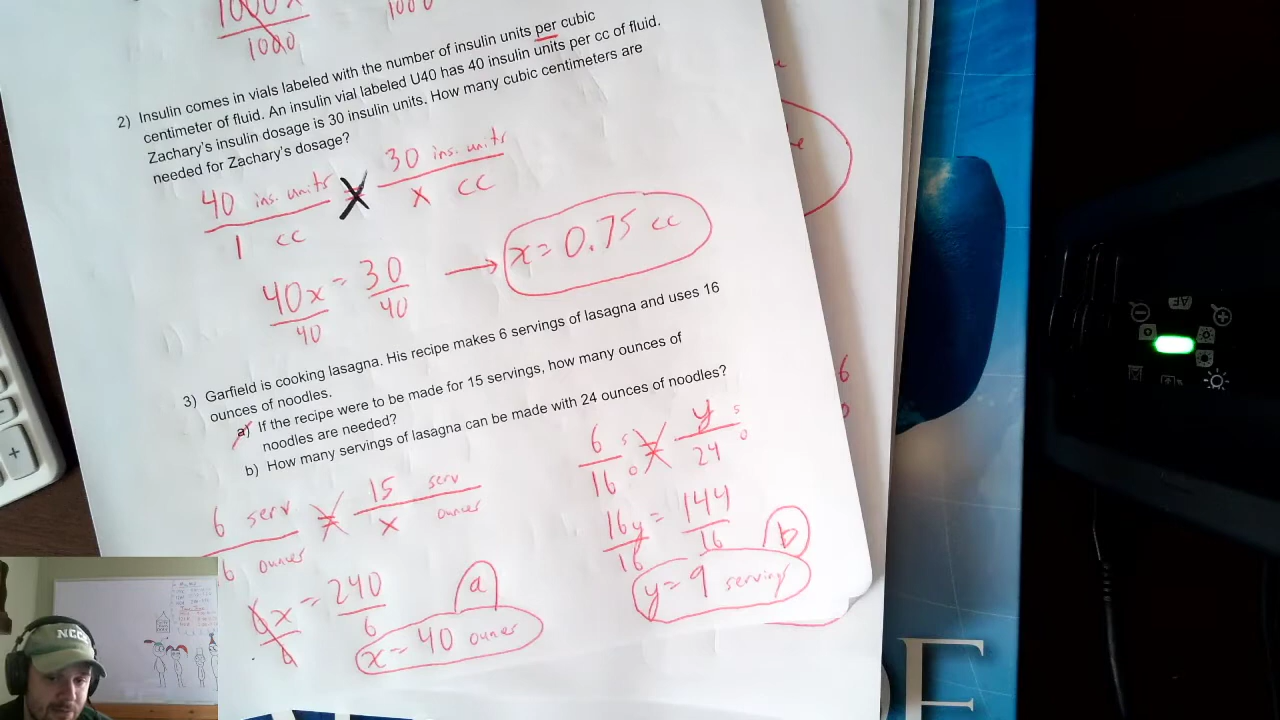 1000
1000
1000
2) Insulin comes in vials labeled with the number of insulin units per cubic
centimeter of fluid. An insulin vial labeled U40 has 40 insulin units per cc of fluid.
Zachary's insulin dosage is 30 insulin units. How many cubic centimeters are
needed for Zachary's dosage?
40 ins. units = 30 ins. units
1 cc x cc
40x = 30 → x = 0.75 cc
40 40
3) Garfield is cooking lasagna. His recipe makes 6 servings of lasagna and uses 16
ounces of noodles.
a) If the recipe were to be made for 15 servings, how many ounces of
noodles are needed?
b) How many servings of lasagna can be made with 24 ounces of noodles?
6 serv = 15 serv
6 ounces x ounces
6x = 240
6 6
a
x = 40 ounces
6 s = y s
16 o 24 o
16y = 144
16 16
b
y = 9 servings
6
NCC
AF
E